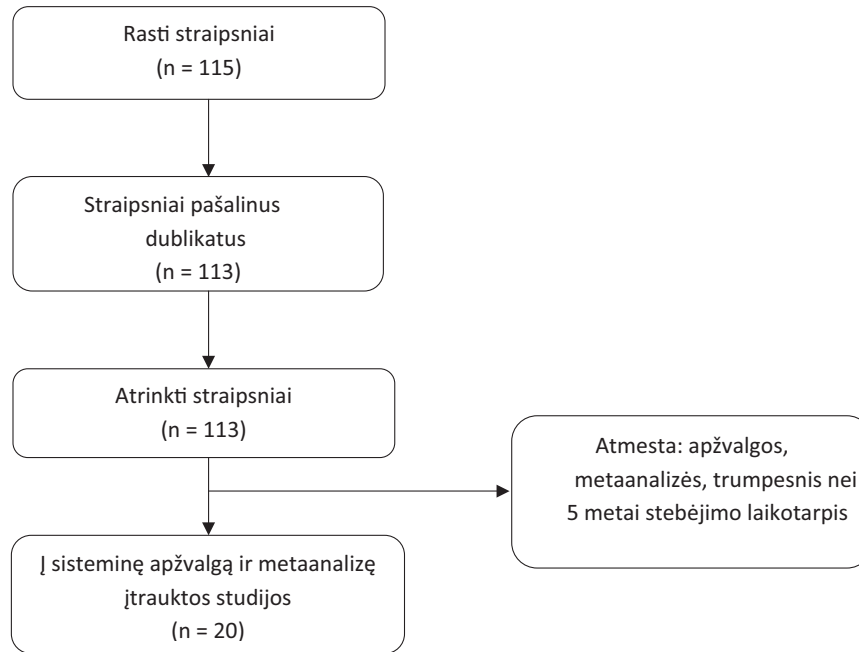 Rasti straipsniai
(n = 115)
Straipsniai pašalinus
dublikatus
(n = 113)
Atrinkti straipsniai
(n = 113)
Atmesta: apžvalgos,
metaanalizės, trumpesnis nei
5 metai stebėjimo laikotarpis
Į sisteminę apžvalgą ir metaanalizę
įtrauktos studijos
(n = 20)